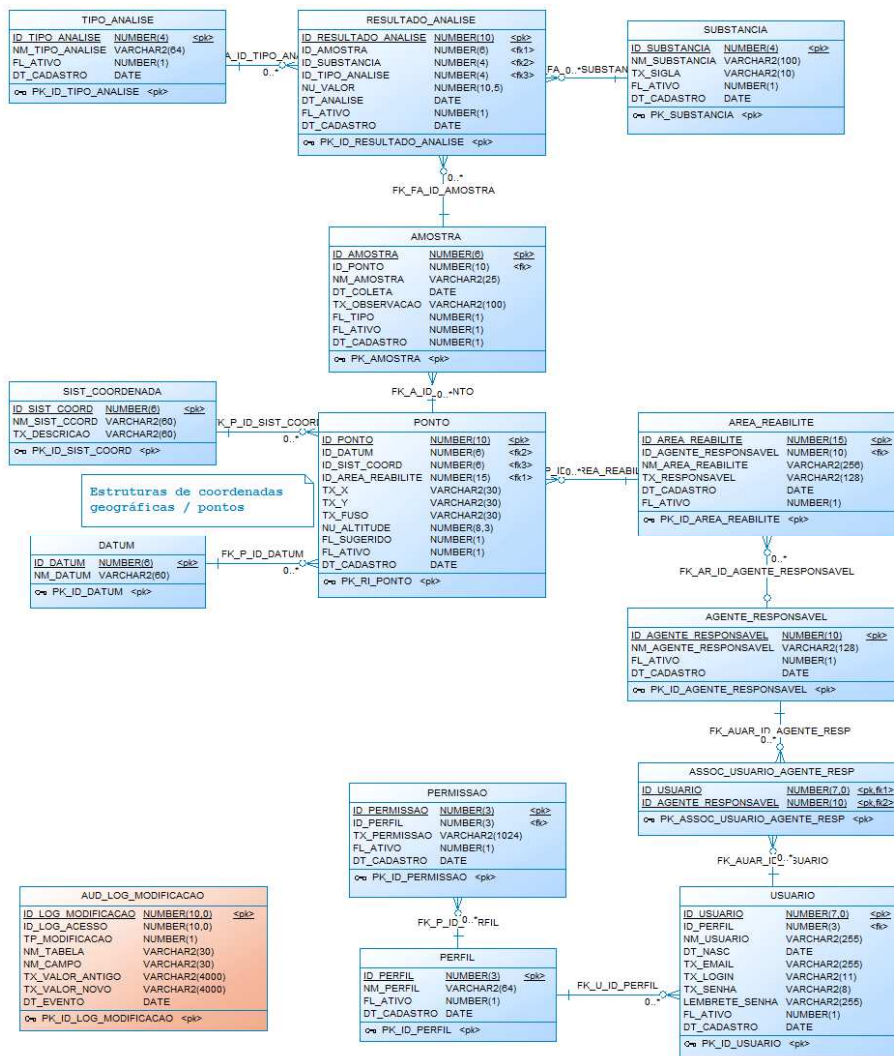 TIPO_ANALISE
ID_TIPO_ANALISE NUMBER(4) <pk>
NM_TIPO_ANALISE VARCHAR2(64)
FL_ATIVO NUMBER(1)
DT_CADASTRO DATE
PK_ID_TIPO_ANALISE <pk>
0..*
RESULTADO_ANALISE
ID_RESULTADO_ANALISE NUMBER(10) <pk>
ID_AMOSTRA NUMBER(6) <fk1>
ID_SUBSTANCIA NUMBER(4) <fk2>
ID_TIPO_ANALISE NUMBER(4) <fk3>
NU_VALOR NUMBER(10,5)
DT_ANALISE DATE
FL_ATIVO NUMBER(1)
DT_CADASTRO DATE
PK_ID_RESULTADO_ANALISE <pk>
FA_0..*SUBSTAN
SUBSTANCIA
ID_SUBSTANCIA NUMBER(4) <pk>
NM_SUBSTANCIA VARCHAR2(100)
TX_SIGLA VARCHAR2(10)
FL_ATIVO NUMBER(1)
DT_CADASTRO DATE
PK_SUBSTANCIA <pk>
0..*
FK_FA_ID_AMOSTRA
AMOSTRA
ID_AMOSTRA NUMBER(6) <pk>
ID_PONTO NUMBER(10) <fk>
NM_AMOSTRA VARCHAR2(25)
DT_COLETA DATE
TX_OBSERVACAO VARCHAR2(100)
FL_TIPO NUMBER(1)
FL_ATIVO NUMBER(1)
DT_CADASTRO NUMBER(1)
PK_AMOSTRA <pk>
FK_A_ID_0..*NTO
SIST_COORDENADA
ID_SIST_COORD NUMBER(6) <pk>
NM_SIST_CCORD VARCHAR2(60)
TX_DESCRICAO VARCHAR2(60)
PK_ID_SIST_COORD <pk>
K_P_ID_SIST_COORI
0..*
Estruturas de coordenadas
geográficas / pontos
DATUM
ID_DATUM NUMBER(6) <pk>
NM_DATUM VARCHAR2(60)
PK_ID_DATUM <pk>
FK_P_ID_DATUM
0..*
PONTO
ID_PONTO NUMBER(10) <pk>
ID_DATUM NUMBER(6) <fk2>
ID_SIST_COORD NUMBER(6) <fk3>
ID_AREA_REABILITE NUMBER(15) <fk1>
TX_X VARCHAR2(30)
TX_Y VARCHAR2(30)
TX_FUSO VARCHAR2(30)
NU_ALTITUDE NUMBER(8,3)
FL_SUGERIDO NUMBER(1)
FL_ATIVO NUMBER(1)
DT_CADASTRO DATE
PK_RI_PONTO <pk>
AREA_REABILITE
ID_AREA_REABILITE NUMBER(15) <pk>
ID_AGENTE_RESPONSAVEL NUMBER(10) <fk>
NM_AREA_REABILITE VARCHAR2(256)
TX_RESPONSAVEL VARCHAR2(128)
DT_CADASTRO DATE
FL_ATIVO NUMBER(1)
PK_ID_AREA_REABILITE <pk>
0..*
FK_AR_ID_AGENTE_RESPONSAVEL
AGENTE_RESPONSAVEL
ID_AGENTE_RESPONSAVEL NUMBER(10) <pk>
NM_AGENTE_RESPONSAVEL VARCHAR2(128)
FL_ATIVO NUMBER(1)
DT_CADASTRO DATE
PK_ID_AGENTE_RESPONSAVEL <pk>
FK_AUAR_ID_AGENTE_RESP
0..*
ASSOC_USUARIO_AGENTE_RESP
ID_USUARIO NUMBER(7,0) <pk,fk1>
ID_AGENTE_RESPONSAVEL NUMBER(10) <pk,fk2>
PK_ASSOC_USUARIO_AGENTE_RESP <pk>
0..*
PERMISSAO
ID_PERMISSAO NUMBER(3) <pk>
ID_PERFIL NUMBER(3) <fk>
TX_PERMISSAO VARCHAR2(1024)
FL_ATIVO NUMBER(1)
DT_CADASTRO DATE
PK_ID_PERMISSAO <pk>
FK_P_ID_0..*RFIL
AUD_LOG_MODIFICACAO
ID_LOG_MODIFICACAO NUMBER(10,0) <pk>
ID_LOG_ACESSO NUMBER(10,0)
TP_MODIFICACAO NUMBER(1)
NM_TABELA VARCHAR2(30)
NM_CAMPO VARCHAR2(30)
TX_VALOR_ANTIGO VARCHAR2(4000)
TX_VALOR_NOVO VARCHAR2(4000)
DT_EVENTO DATE
PK_ID_LOG_MODIFICACAO <pk>
PERFIL
ID_PERFIL NUMBER(3) <pk>
NM_PERFIL VARCHAR2(64)
FL_ATIVO NUMBER(1)
DT_CADASTRO DATE
PK_ID_PERFIL <pk>
FK_U_ID_PERFIL
0..*
USUARIO
ID_USUARIO NUMBER(7,0) <pk>
ID_PERFIL NUMBER(3) <fk>
NM_USUARIO VARCHAR2(255)
DT_NASC DATE
TX_EMAIL VARCHAR2(255)
TX_LOGIN VARCHAR2(11)
TX_SENHA VARCHAR2(8)
LEMBRETE_SENHA VARCHAR2(255)
FL_ATIVO NUMBER(1)
DT_CADASTRO DATE
PK_ID_USUARIO <pk>